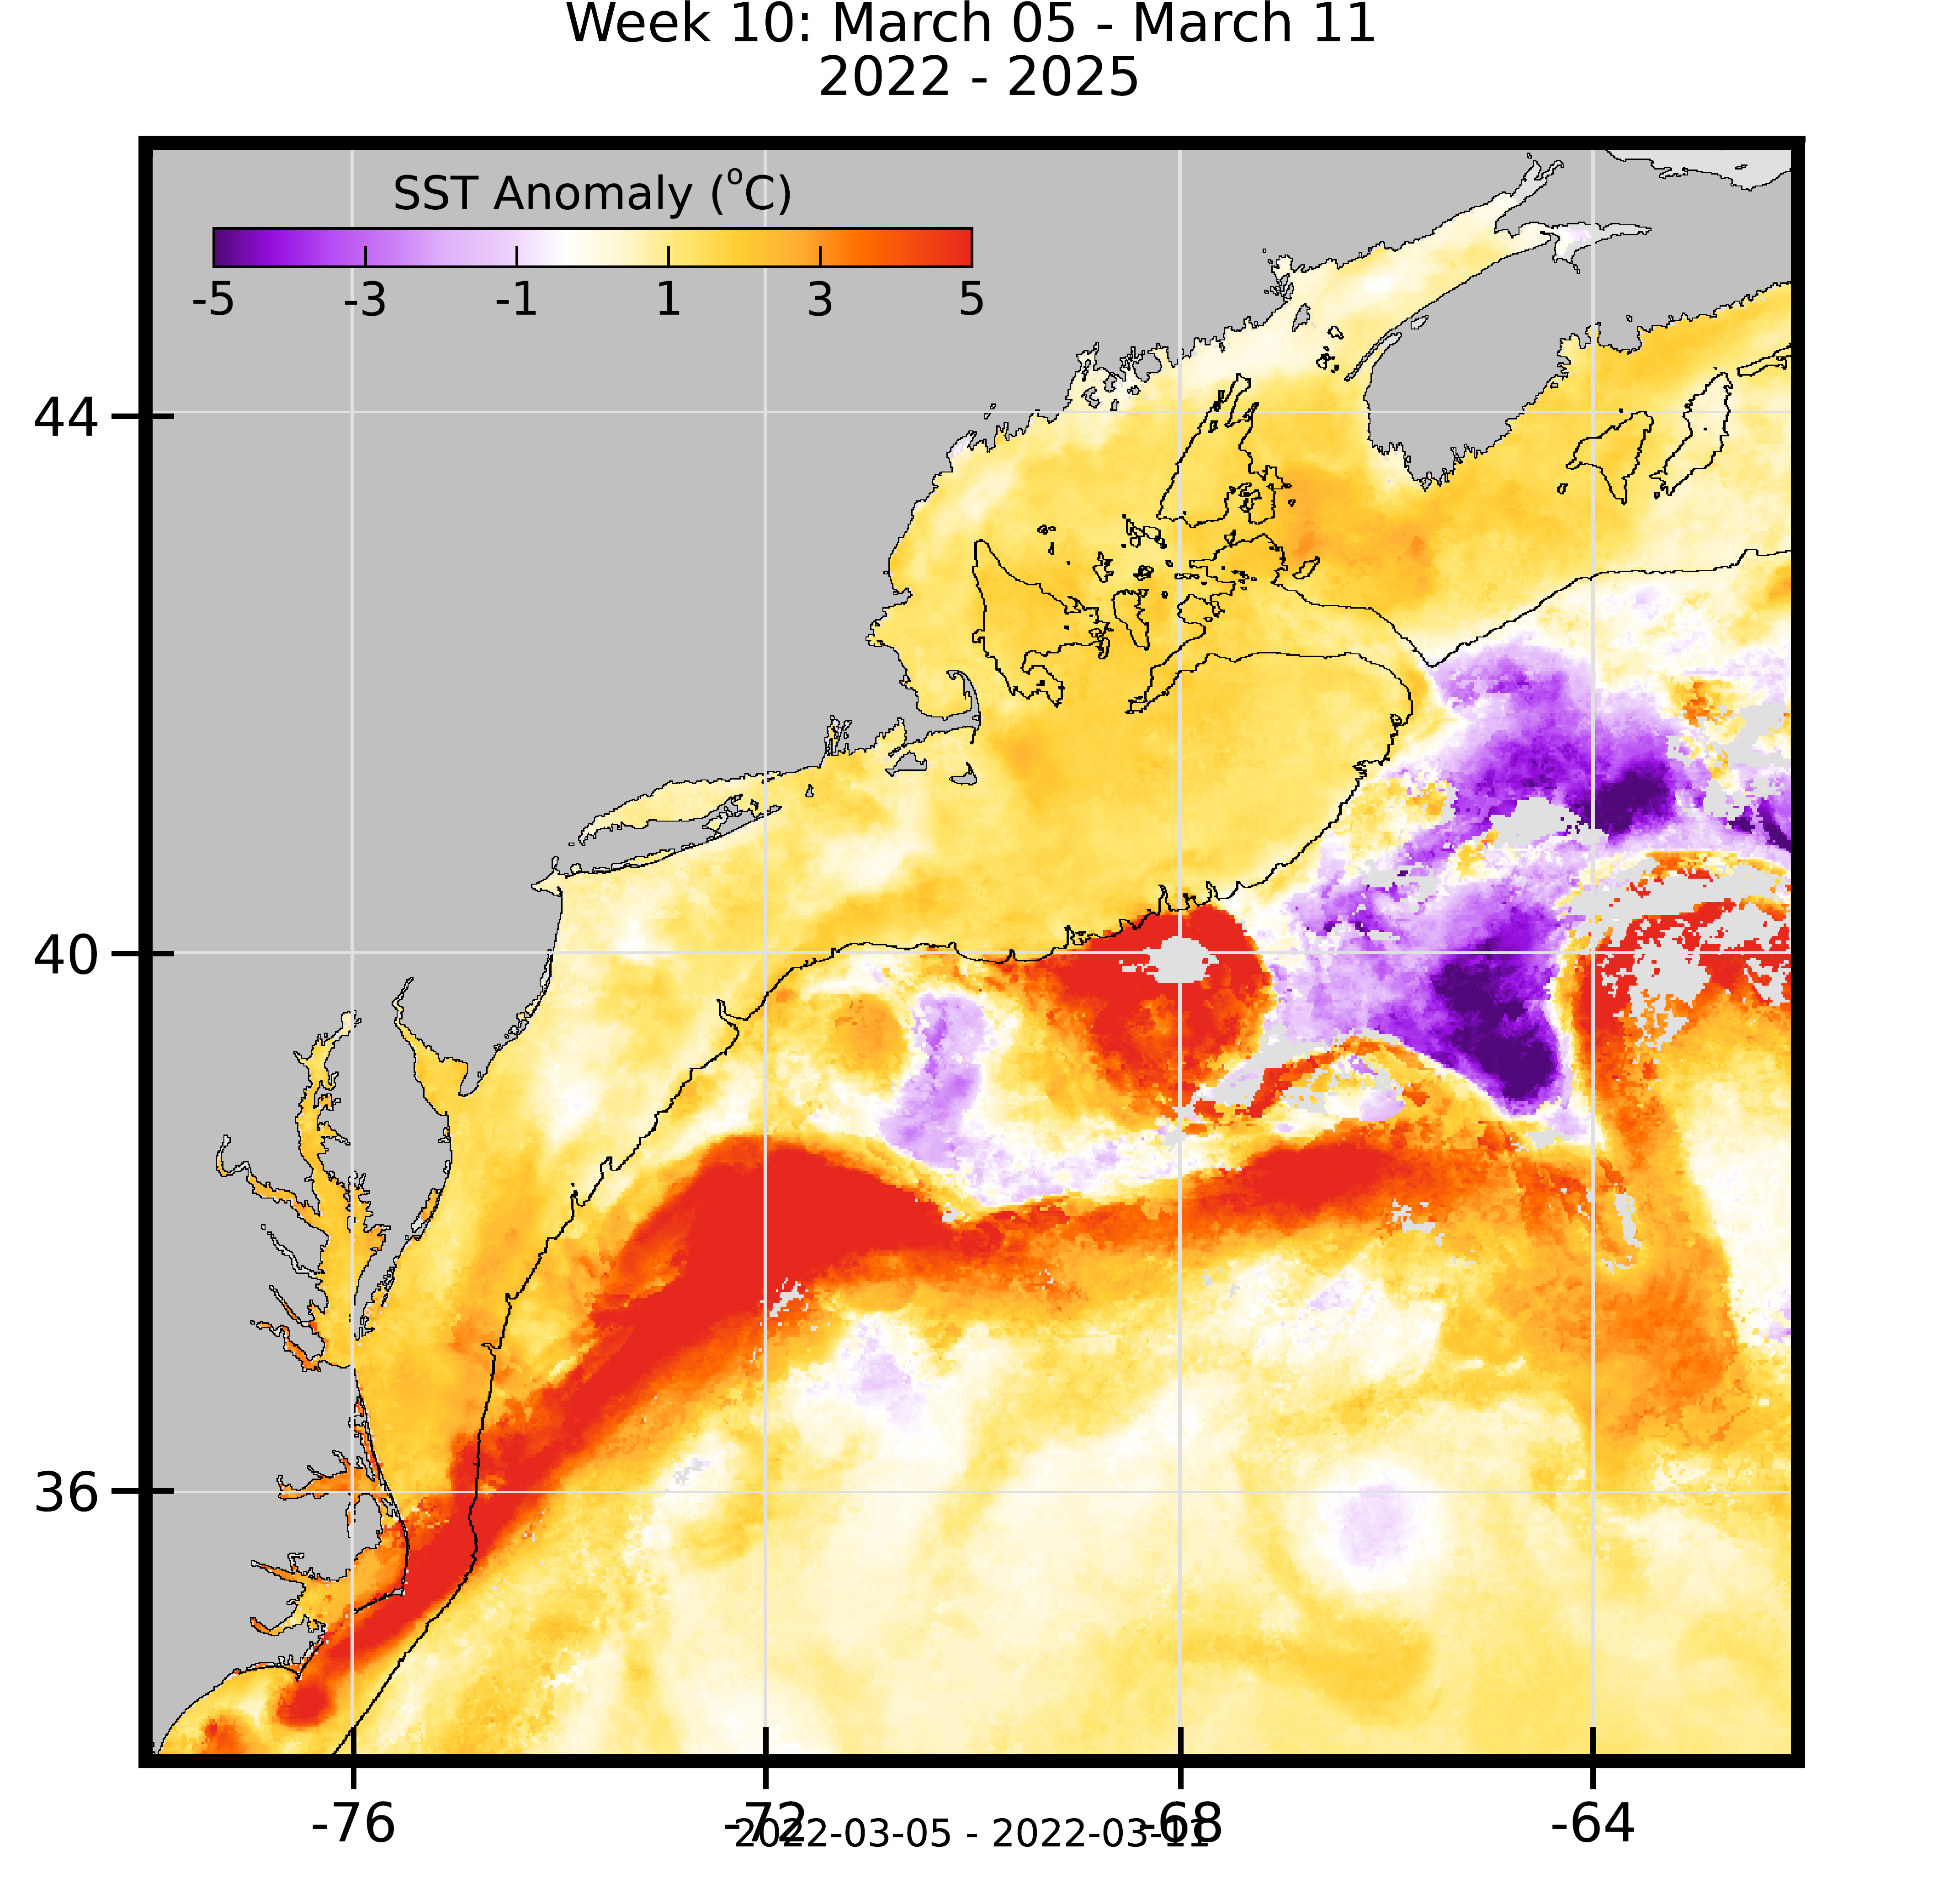 Week 10: March 05 - March 11
2022 - 2025
SST Anomaly (°C)
-5 -3 -1 1 3 5
44
40
36
-76 -72 -68 -64
2022-03-05 - 2022-03-11